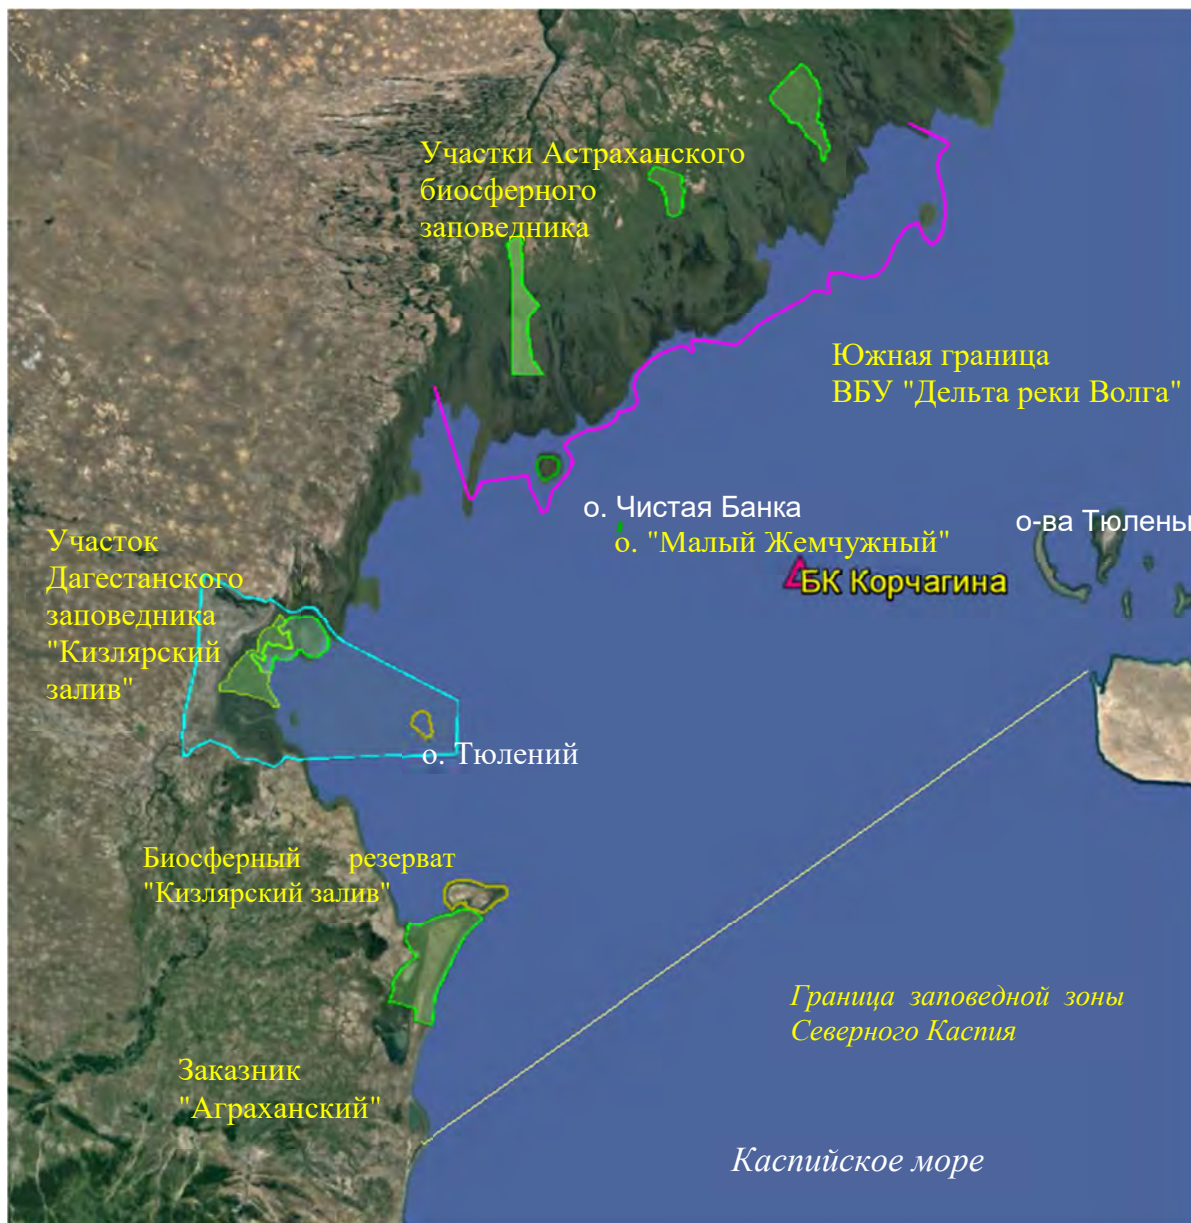 Участки Астраханского
биосферного
заповедника
Южная граница
ВБУ "Дельта реки Волга"
о. Чистая Банка
о-ва Тюлены
о. "Малый Жемчужный"
БК Корчагина
Участок
Дагестанского
заповедника
"Кизлярский
залив"
о. Тюлений
Биосферный резерват
"Кизлярский залив"
Граница заповедной зоны
Северного Каспия
Заказник
"Аграханский"
Каспийское море